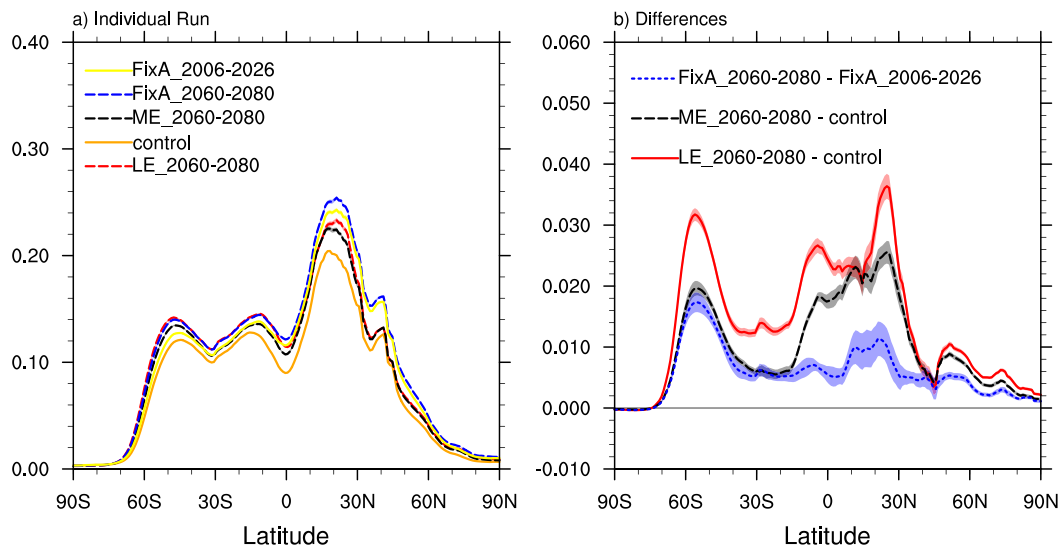 a) Individual Run
0.40
0.30
0.20
0.10
0.00
FixA_2006-2026
FixA_2060-2080
ME_2060-2080
control
LE_2060-2080
90S 60S 30S 0 30N 60N 90N
Latitude
b) Differences
0.060
0.050
0.040
0.030
0.020
0.010
0.000
-0.010
FixA_2060-2080 - FixA_2006-2026
ME_2060-2080 - control
LE_2060-2080 - control
90S 60S 30S 0 30N 60N 90N
Latitude